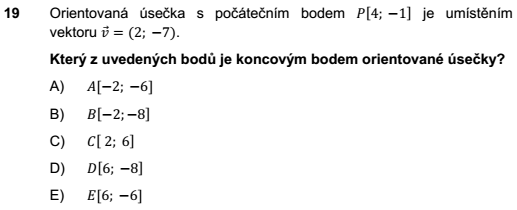 19 Orientovaná úsečka s počátečním bodem P[4; −1] je umístěním
vektoru v⃗ = (2; −7).
Který z uvedených bodů je koncovým bodem orientované úsečky?
A) A[−2; −6]
B) B[−2; −8]
C) C[ 2; 6]
D) D[6; −8]
E) E[6; −6]